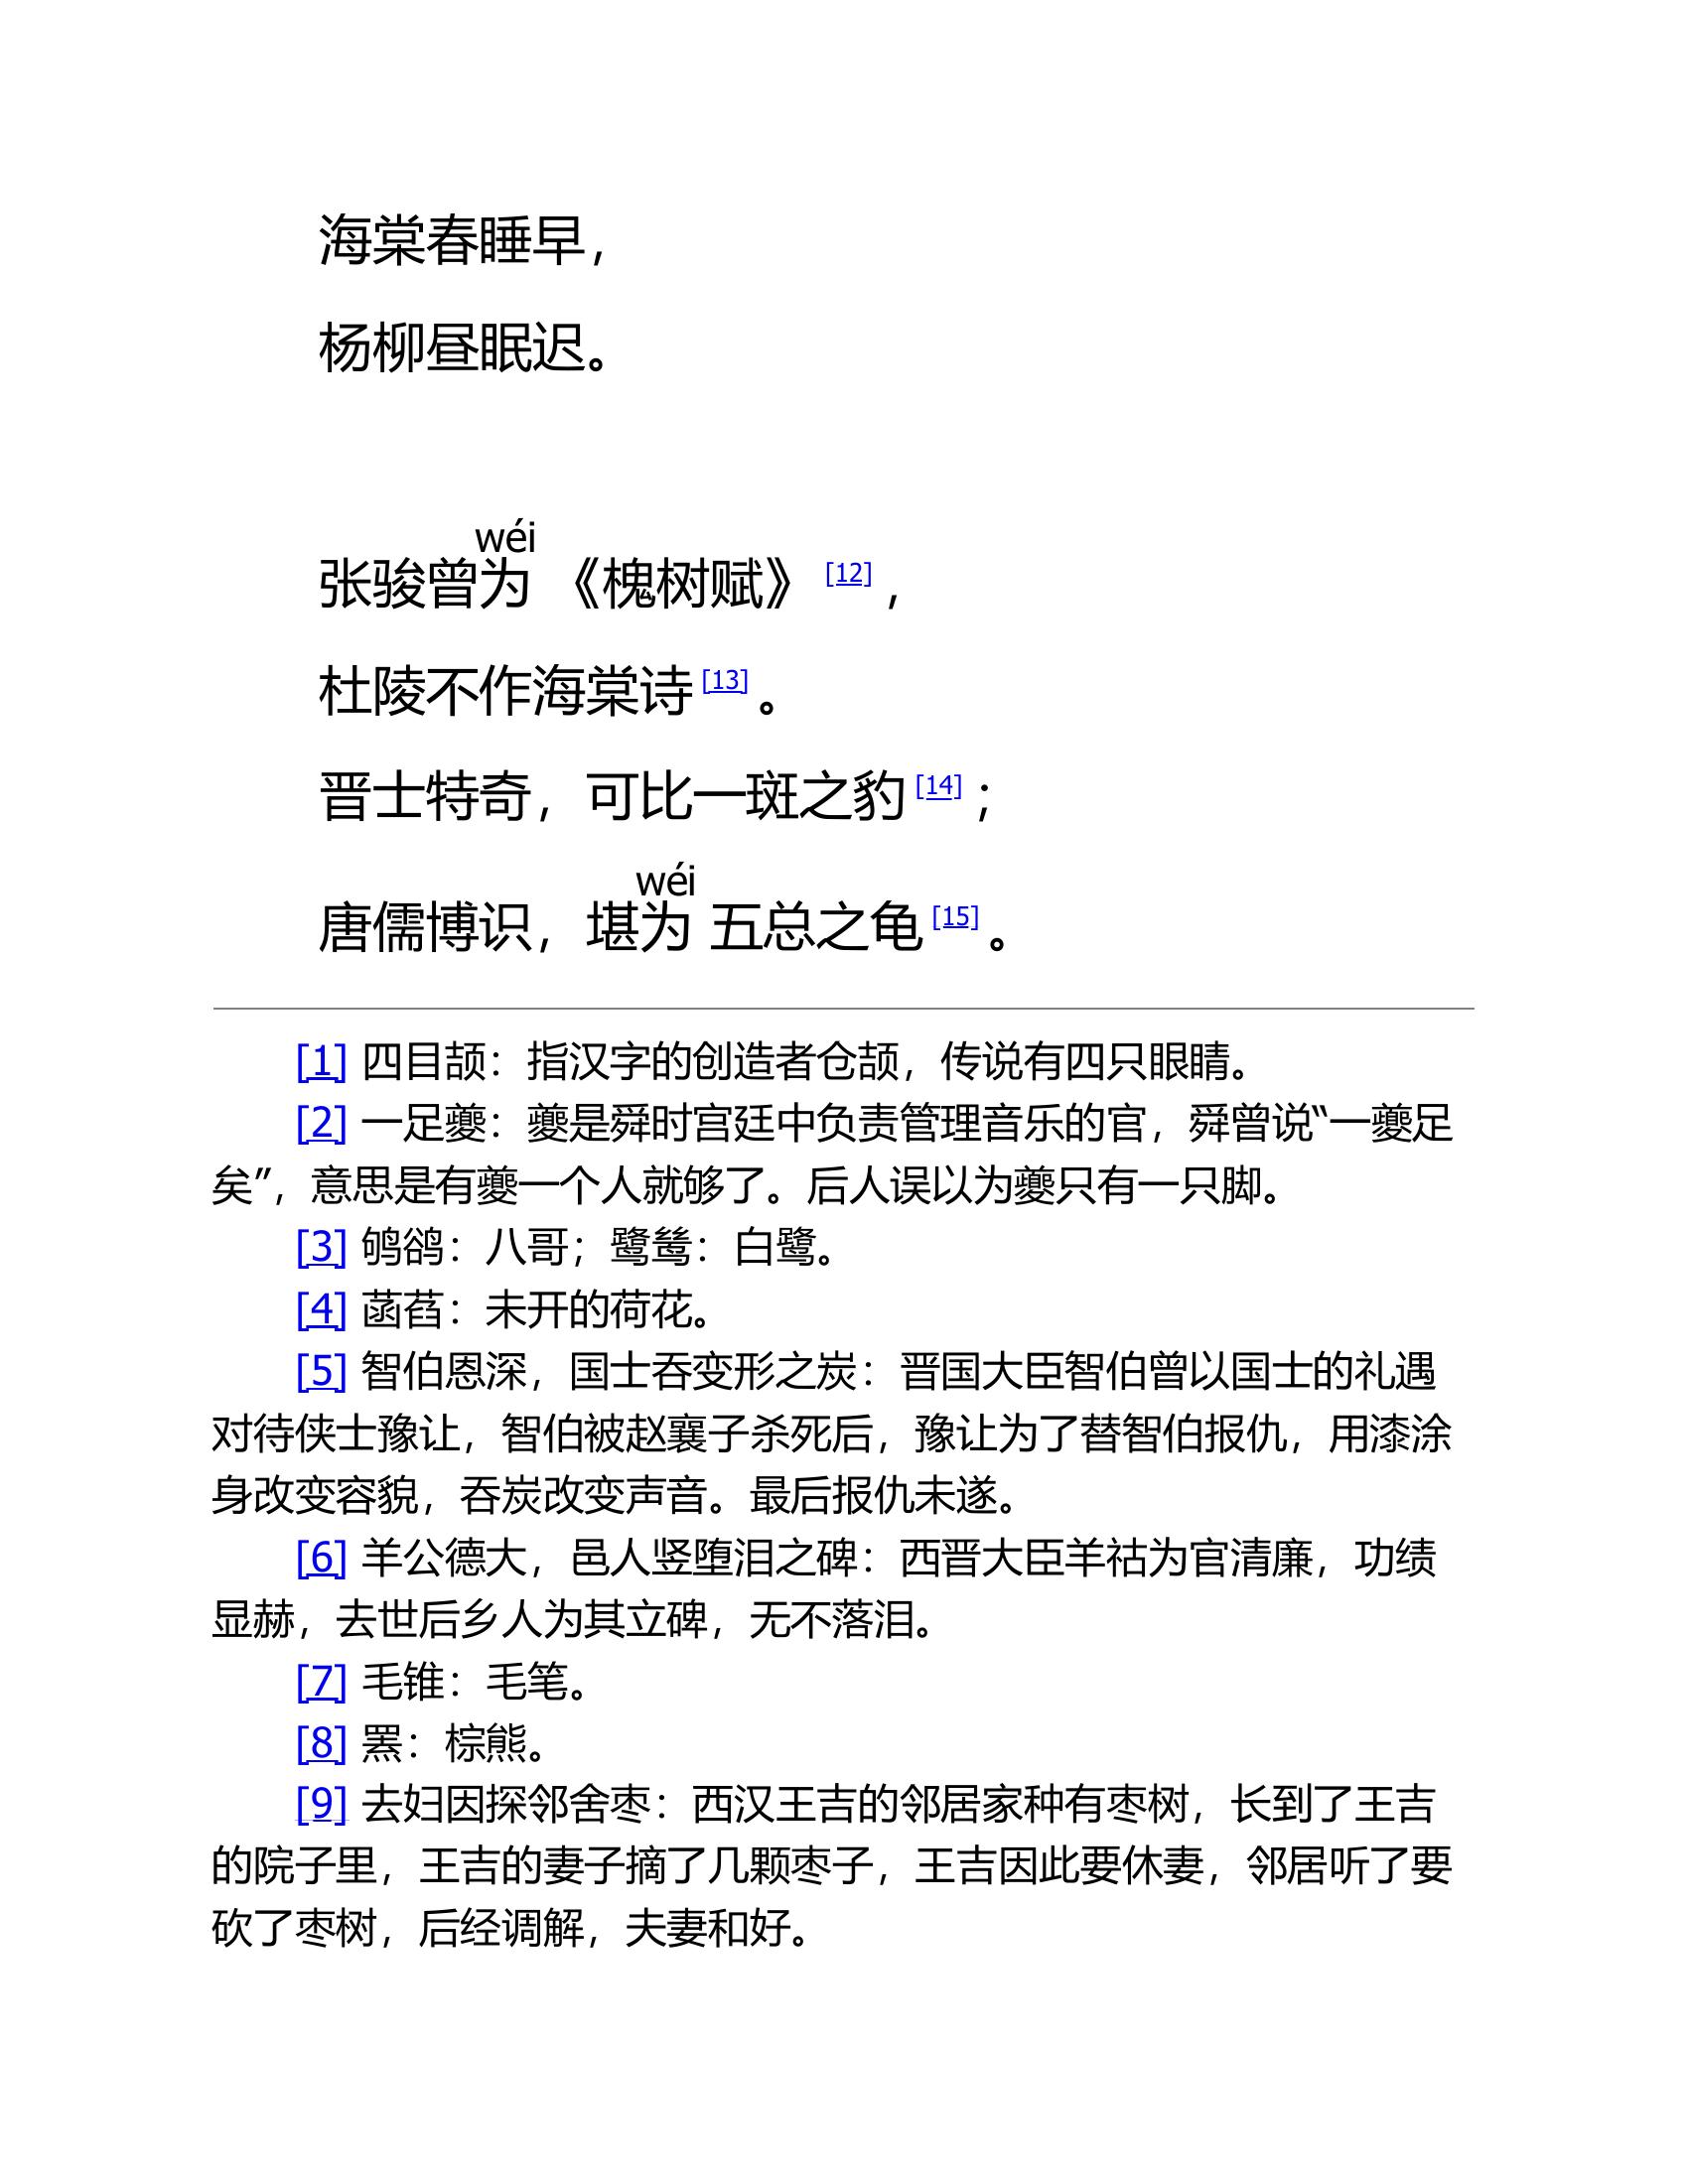 海棠春睡早，
杨柳昼眠迟。
wéi
张骏曾为 《槐树赋》[12]，
杜陵不作海棠诗[13]。
晋士特奇，可比一斑之豹[14]；
wéi
唐儒博识，堪为 五总之龟[15]。
[1] 四目颉：指汉字的创造者仓颉，传说有四只眼睛。
[2] 一足夔：夔是舜时宫廷中负责管理音乐的官，舜曾说“一夔足
矣”，意思是有夔一个人就够了。后人误以为夔只有一只脚。
[3] 鸲鹆：八哥；鹭鸶：白鹭。
[4] 菡萏：未开的荷花。
[5] 智伯恩深，国士吞变形之炭：晋国大臣智伯曾以国士的礼遇
对待侠士豫让，智伯被赵襄子杀死后，豫让为了替智伯报仇，用漆涂
身改变容貌，吞炭改变声音。最后报仇未遂。
[6] 羊公德大，邑人竖堕泪之碑：西晋大臣羊祜为官清廉，功绩
显赫，去世后乡人为其立碑，无不落泪。
[7] 毛锥：毛笔。
[8] 罴：棕熊。
[9] 去妇因探邻舍枣：西汉王吉的邻居家种有枣树，长到了王吉
的院子里，王吉的妻子摘了几颗枣子，王吉因此要休妻，邻居听了要
砍了枣树，后经调解，夫妻和好。